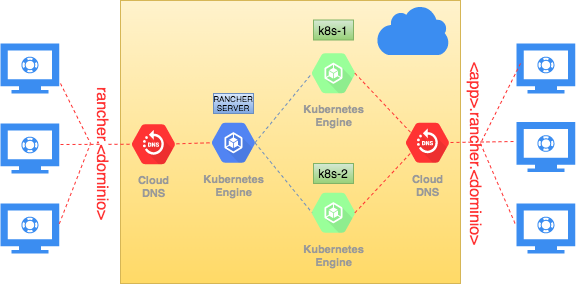 rancher.<dominio>
Cloud
DNS
DNS
RANCHER
SERVER
Kubernetes
Engine
k8s-1
Kubernetes
Engine
k8s-2
Kubernetes
Engine
DNS
Cloud
DNS
<app>.rancher.<dominio>